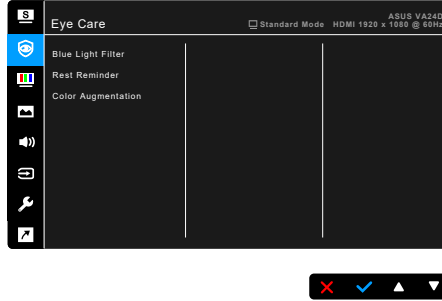 S
Eye Care
ASUS VA24D
Standard Mode HDMI 1920 x 1080 @ 60Hz
Blue Light Filter
Rest Reminder
Color Augmentation